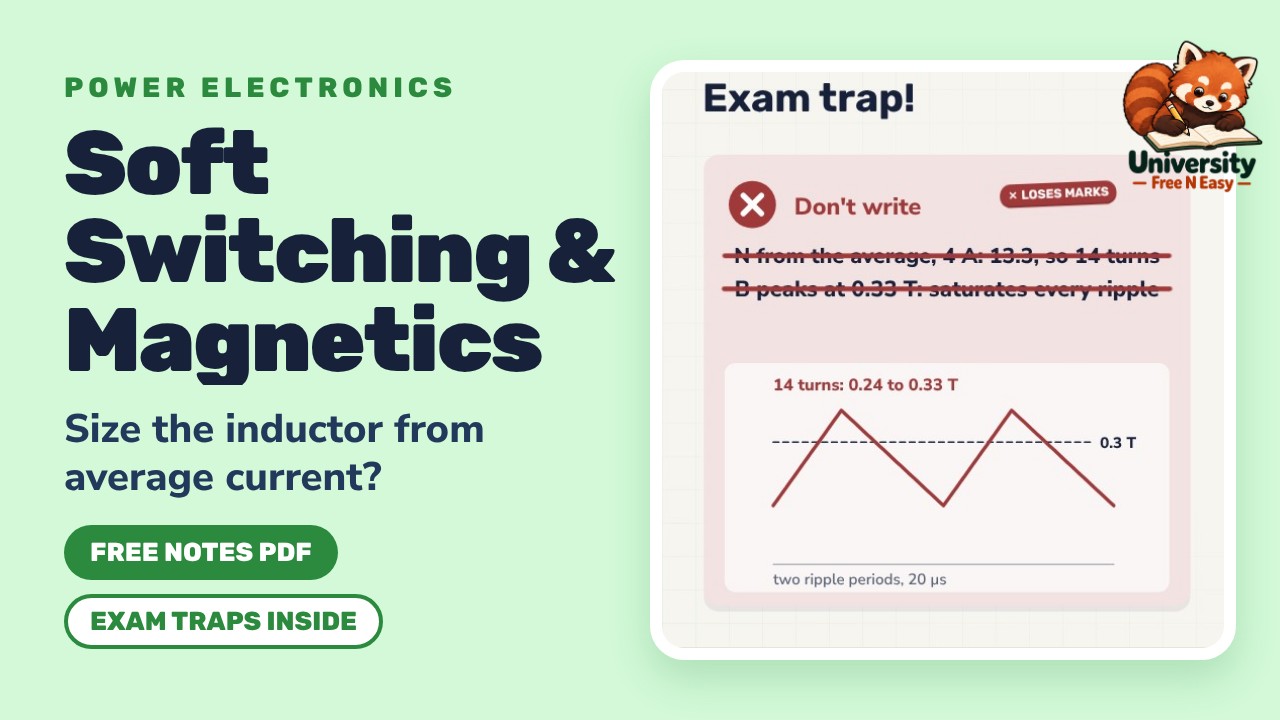 POWER ELECTRONICS
Soft
Switching &
Magnetics
Size the inductor from
average current?
FREE NOTES PDF
EXAM TRAPS INSIDE
Exam trap!
Don't write
× LOSES MARKS
N from the average, 4 A: 13.3, so 14 turns
B peaks at 0.33 T: saturates every ripple
14 turns: 0.24 to 0.33 T
0.3 T
two ripple periods, 20 µs
University
Free N Easy